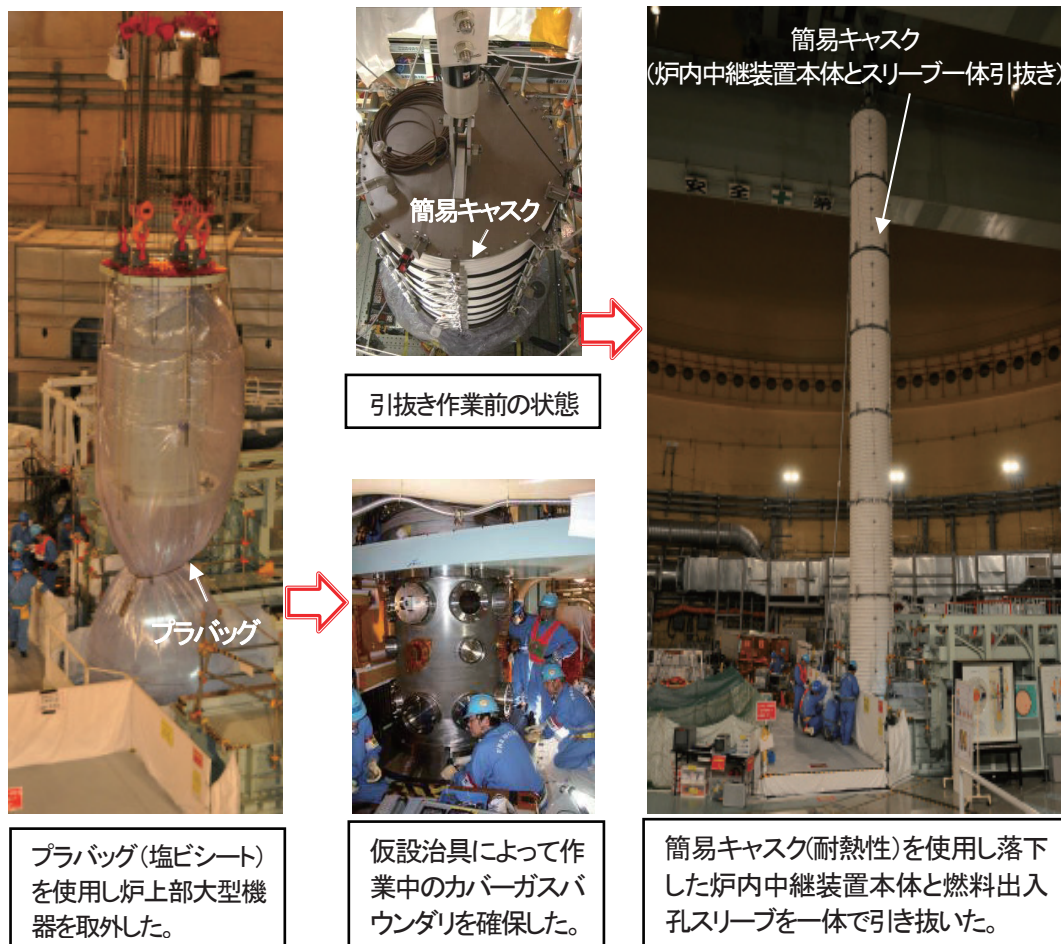 プラバッグ
プラバッグ(塩ビシート)
を使用し炉上部大型機
器を取外した。
簡易キャスク
引抜き作業前の状態
仮設治具によって作
業中のカバーガスバ
ウンダリを確保した。
簡易キャスク
(炉内中継装置本体とスリーブ一体引抜き)
安全十第
簡易キャスク(耐熱性)を使用し落下
した炉内中継装置本体と燃料出入
孔スリーブを一体で引き抜いた。